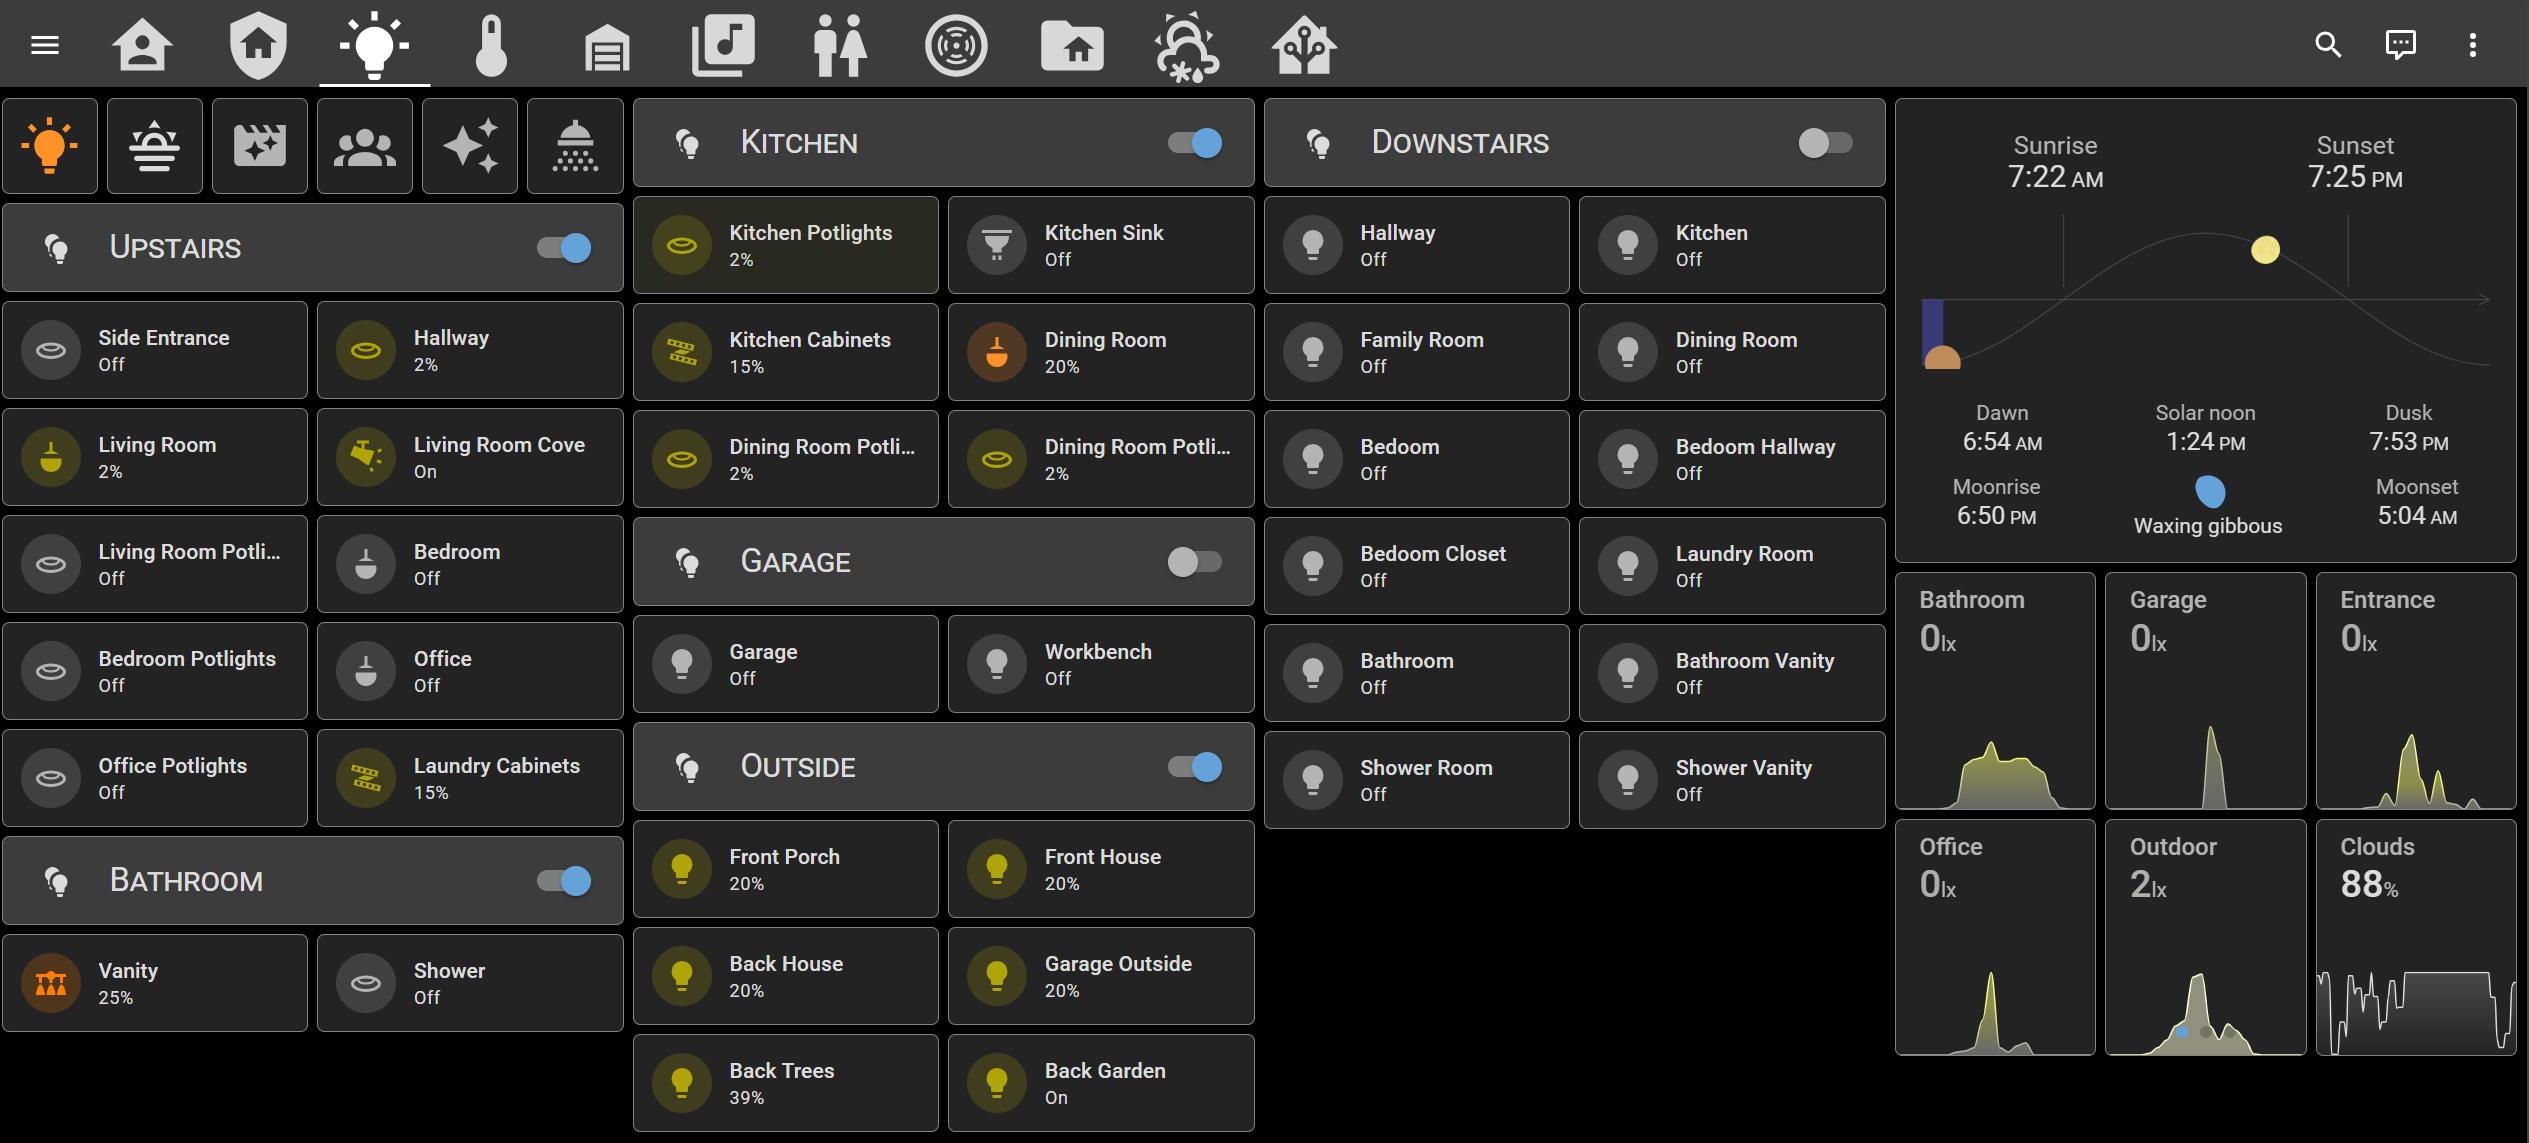 UPSTAIRS
Side Entrance
Off
Hallway
2%
Living Room
2%
Living Room Cove
On
Living Room Potli...
Off
Bedroom
Off
Bedroom Potlights
Off
Office
Off
Office Potlights
Off
Laundry Cabinets
15%
BATHROOM
Vanity
25%
Shower
Off
KITCHEN
Kitchen Potlights
2%
Kitchen Sink
Off
Kitchen Cabinets
15%
Dining Room
20%
Dining Room Potli...
2%
Dining Room Potli...
2%
GARAGE
Garage
Off
Workbench
Off
OUTSIDE
Front Porch
20%
Front House
20%
Back House
20%
Garage Outside
20%
Back Trees
39%
Back Garden
On
DOWNSTAIRS
Hallway
Off
Kitchen
Off
Family Room
Off
Dining Room
Off
Bedoom
Off
Bedoom Hallway
Off
Bedoom Closet
Off
Laundry Room
Off
Bathroom
Off
Bathroom Vanity
Off
Shower Room
Off
Shower Vanity
Off
Sunrise
7:22 AM
Sunset
7:25 PM
Dawn
6:54 AM
Solar noon
1:24 PM
Dusk
7:53 PM
Moonrise
6:50 PM
Waxing gibbous
Moonset
5:04 AM
Bathroom
0lx
Garage
0lx
Entrance
0lx
Office
0lx
Outdoor
2lx
Clouds
88%